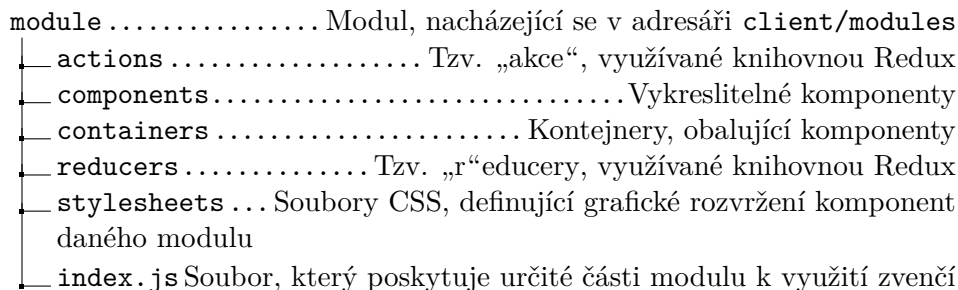 module ................ Modul, nacházející se v adresáři client/modules
actions ................... Tzv. „akce“, využívané knihovnou Redux
components ............................... Vykreslitelné komponenty
containers ....................... Kontejnery, obalující komponenty
reducers .............. Tzv. „r“educery, využívané knihovnou Redux
stylesheets ... Soubory CSS, definující grafické rozvržení komponent
daného modulu
index.js Soubor, který poskytuje určité části modulu k využití zvenčí